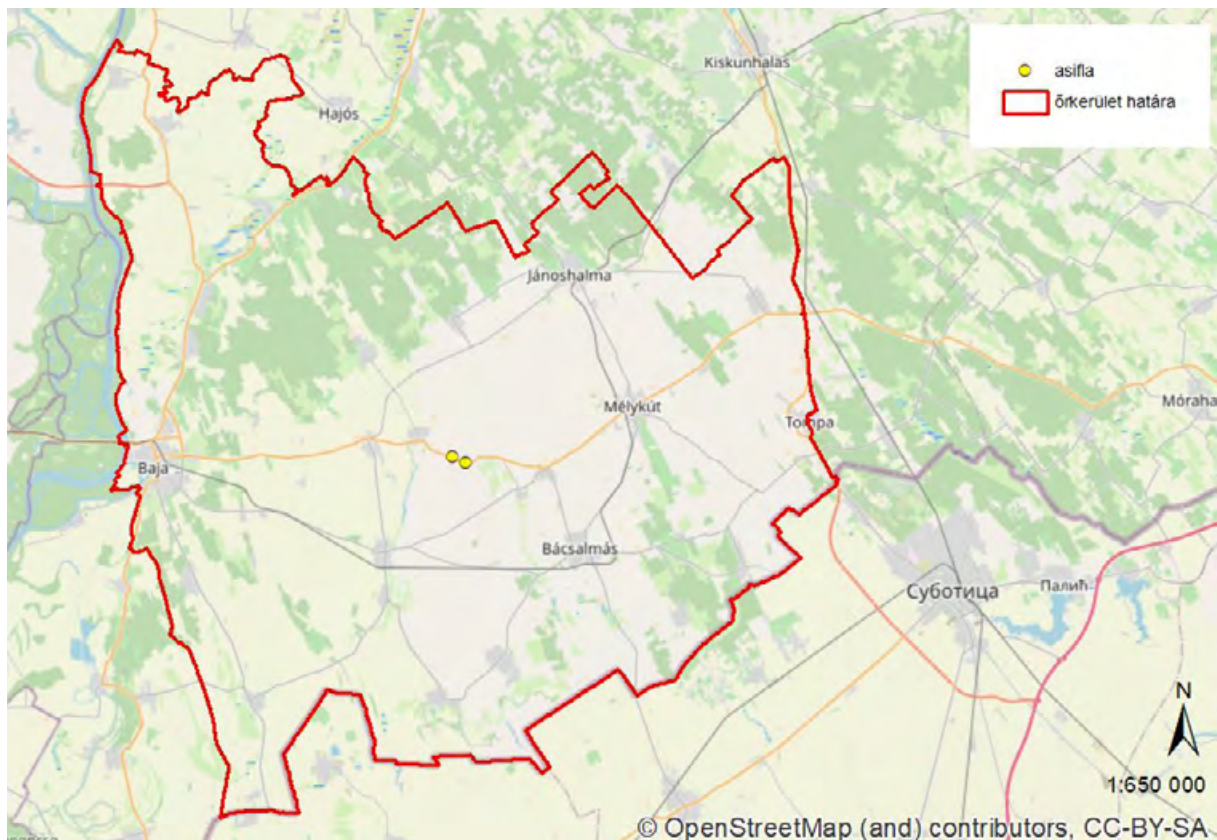 asifla
őrkerület határa
Kiskunhalas
Hajós
Jánoshalma
Mélykút
Móraha
Tompa
Baja
Bácsalmás
Суботица
Палић
N
1:650 000
© OpenStreetMap (and) contributors, CC-BY-SA